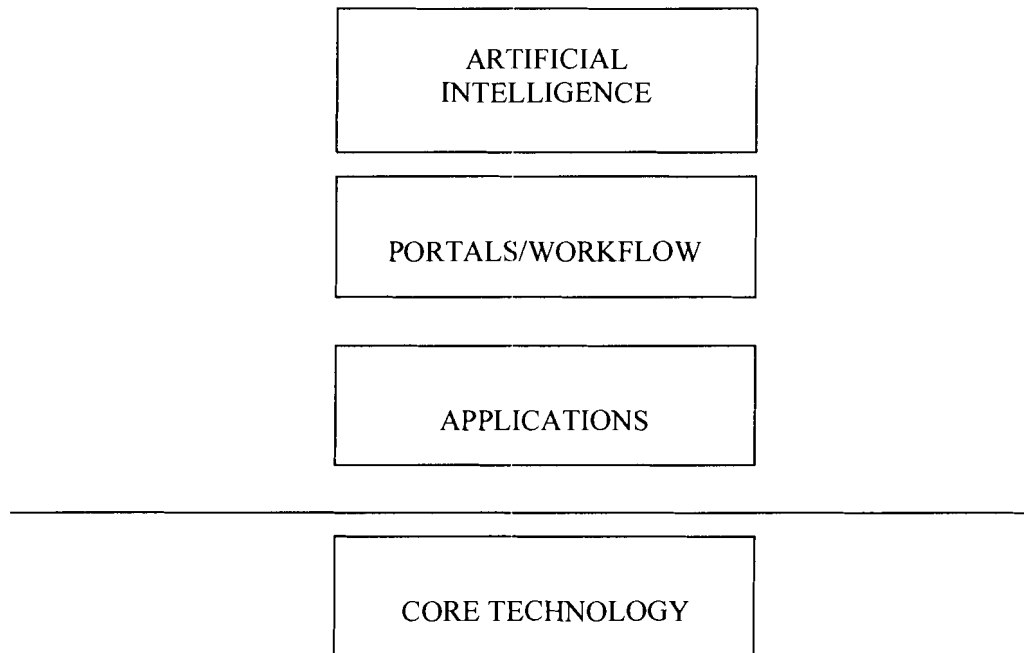 ARTIFICIAL
INTELLIGENCE
PORTALS/WORKFLOW
APPLICATIONS
CORE TECHNOLOGY